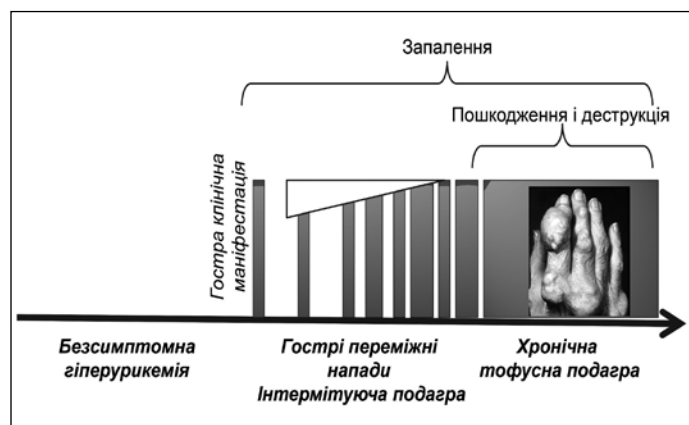 Запалення
Пошкодження і деструкція
Гостра клінічна
маніфестація
Безсимптомна
гіперурикемія
Гострі переміжні
напади
Інтермітуюча подагра
Хронічна
тофусна подагра